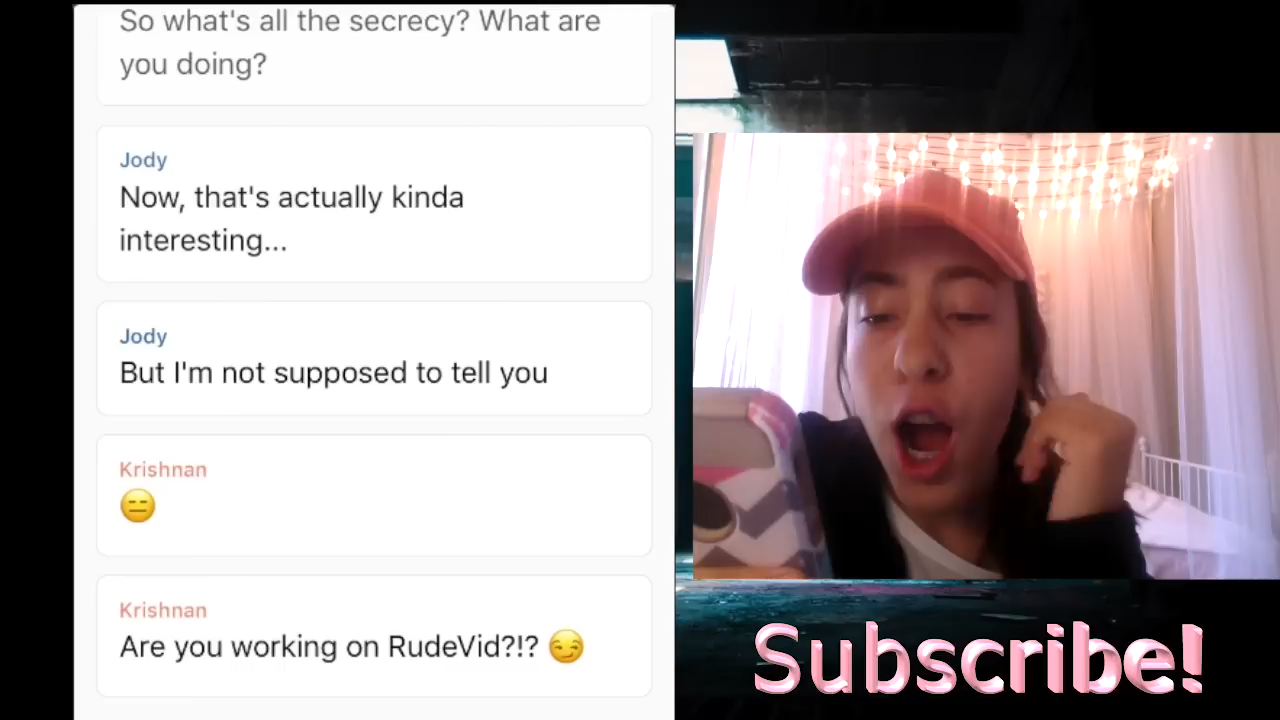 So what's all the secrecy? What are
you doing?
Jody
Now, that's actually kinda
interesting...
Jody
But I'm not supposed to tell you
Krishnan
😑
Krishnan
Are you working on RudeVid?!? 😏
Subscribe!